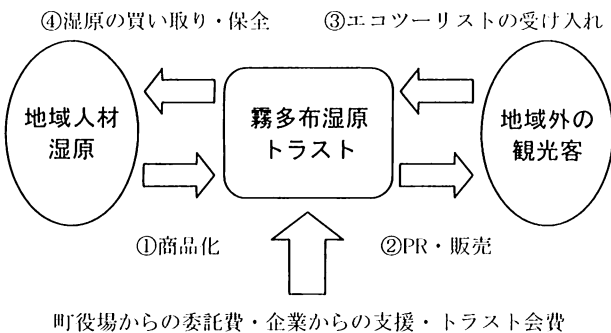 ④湿原の買い取り・保全
③エコツーリストの受け入れ
地域人材
湿原
霧多布湿原
トラスト
地域外の
観光客
①商品化
②PR・販売
町役場からの委託費・企業からの支援・トラスト会費